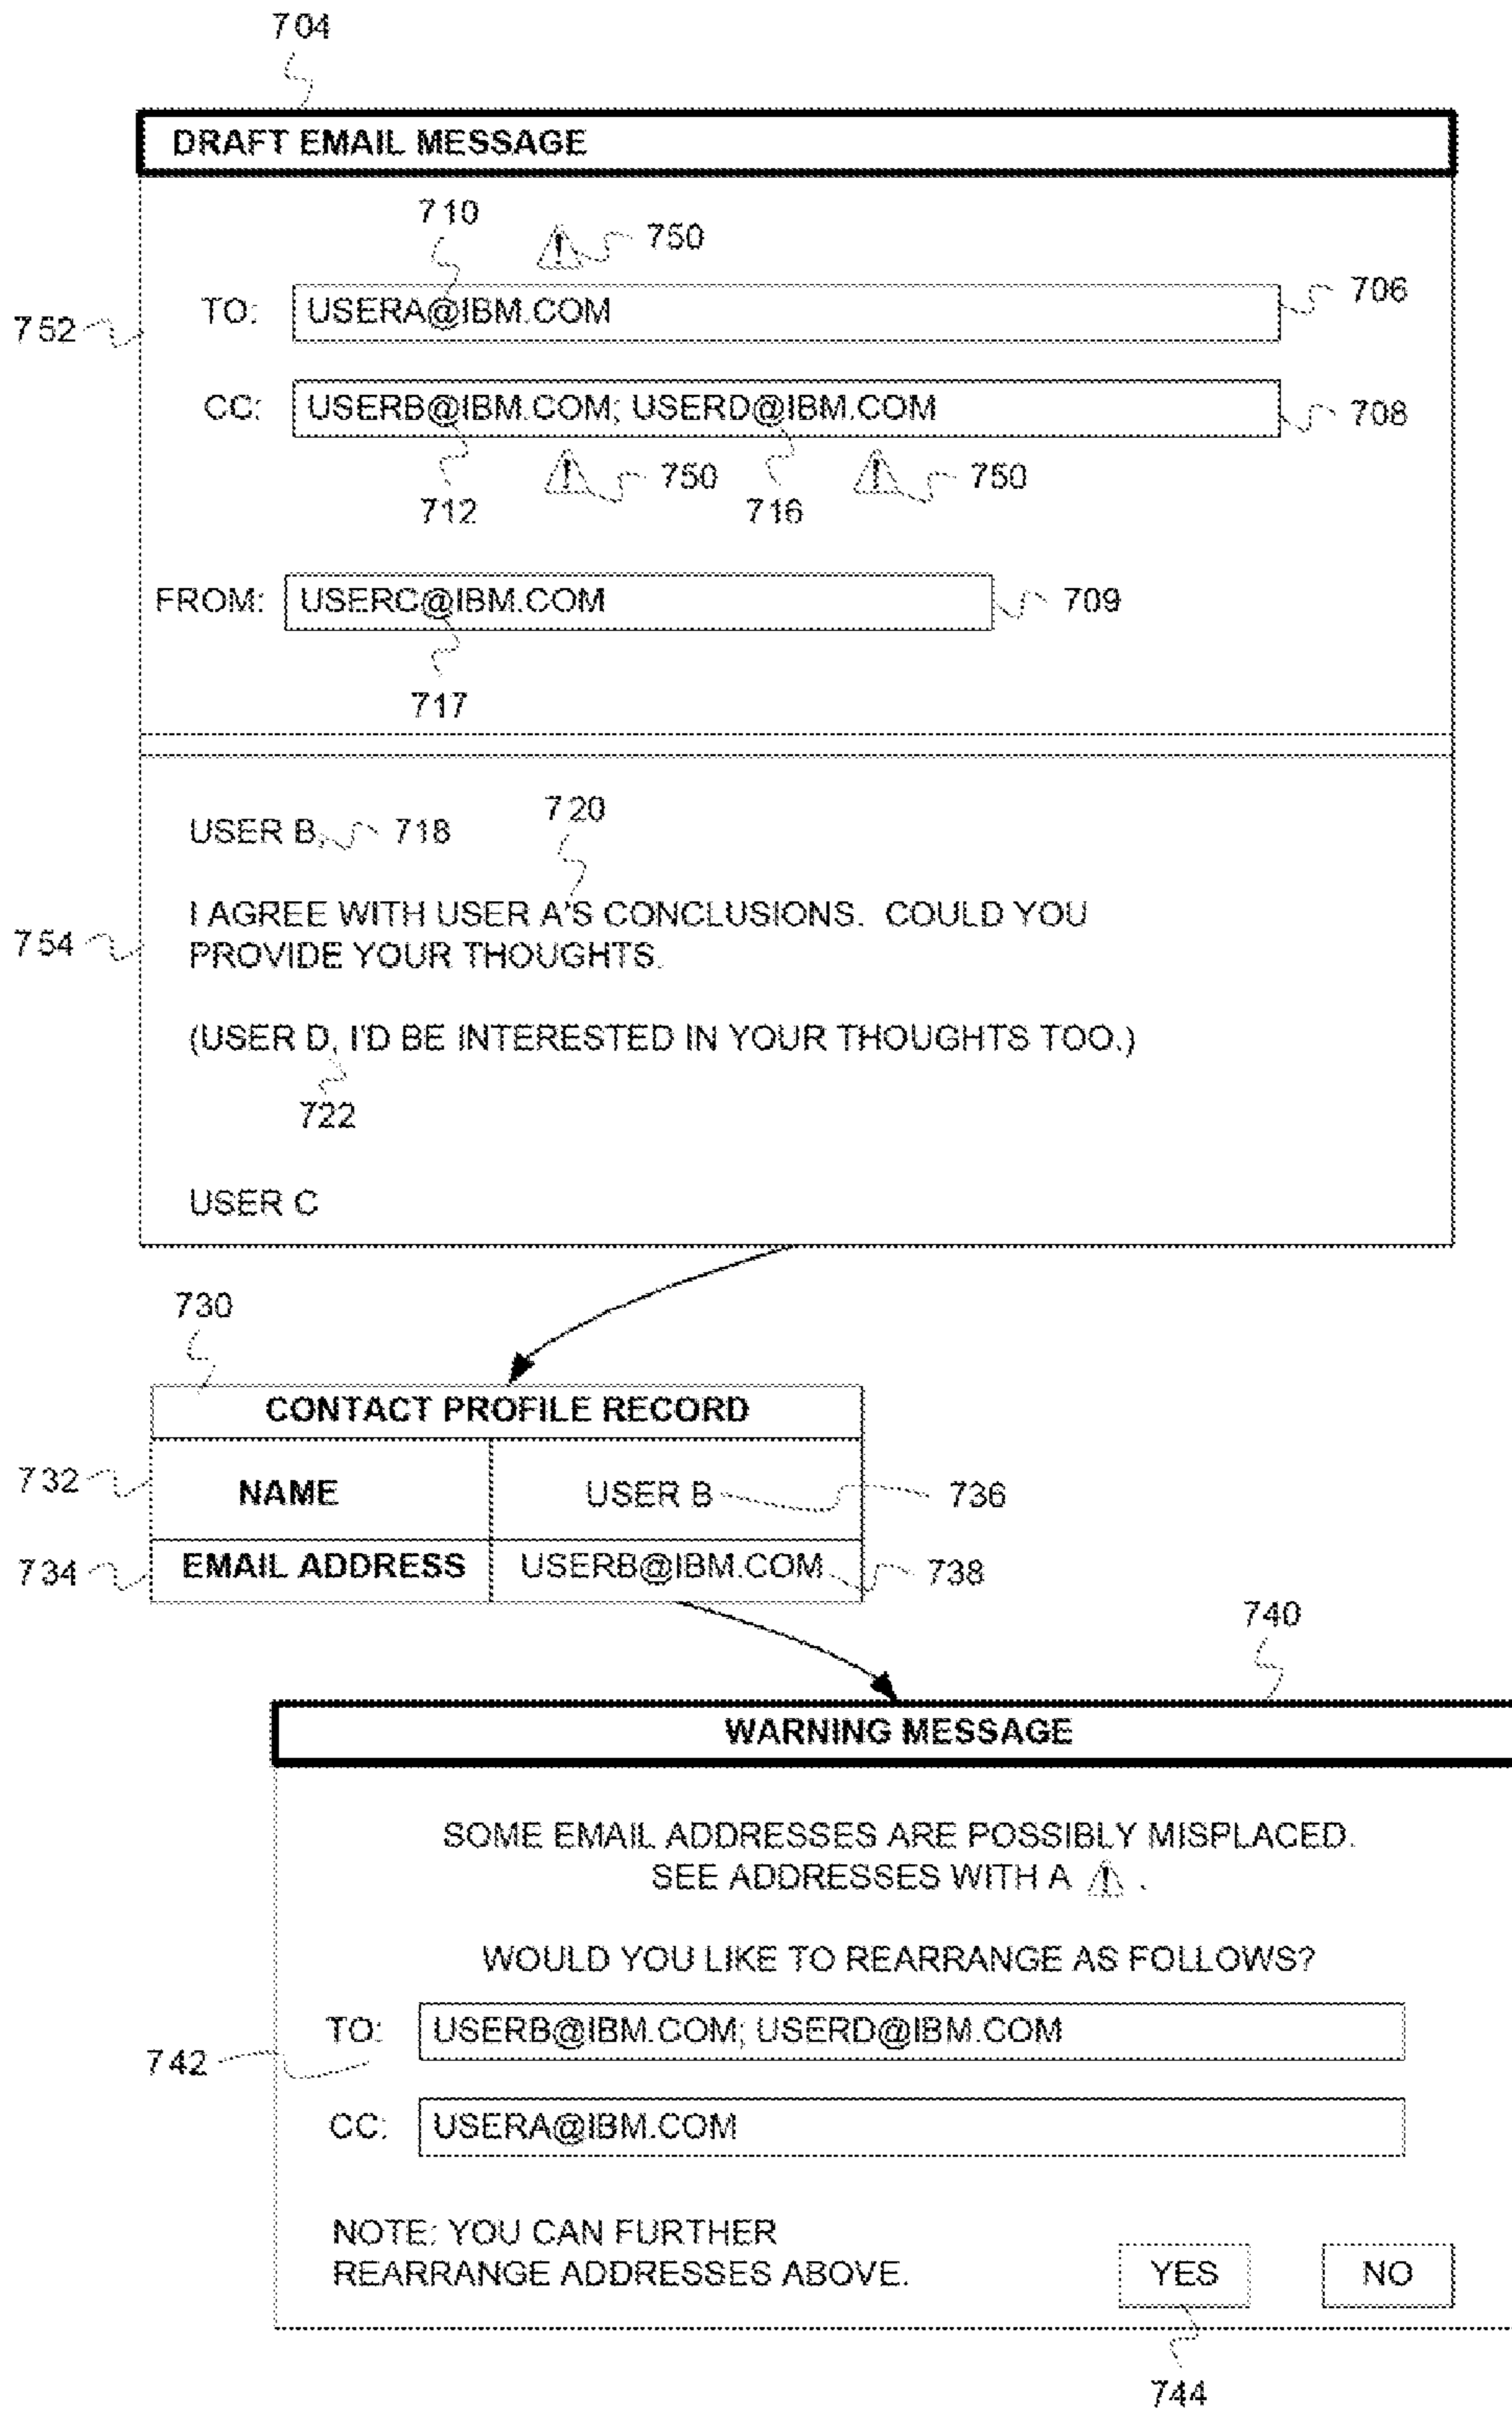 704
DRAFT EMAIL MESSAGE
710
750
TO: USERA@IBM.COM
706
752
CC: USERB@IBM.COM; USERD@IBM.COM
708
712
750
716
750
FROM: USERC@IBM.COM
709
717
USER B,
718
720
I AGREE WITH USER A'S CONCLUSIONS. COULD YOU
754
PROVIDE YOUR THOUGHTS.
(USER D, I'D BE INTERESTED IN YOUR THOUGHTS TOO.)
722
USER C
730
CONTACT PROFILE RECORD
732
NAME USER B
736
734
EMAIL ADDRESS USERB@IBM.COM
738
740
WARNING MESSAGE
SOME EMAIL ADDRESSES ARE POSSIBLY MISPLACED.
SEE ADDRESSES WITH A ⚠ .
WOULD YOU LIKE TO REARRANGE AS FOLLOWS?
TO: USERB@IBM.COM; USERD@IBM.COM
742
CC: USERA@IBM.COM
NOTE: YOU CAN FURTHER
REARRANGE ADDRESSES ABOVE.
YES NO
744